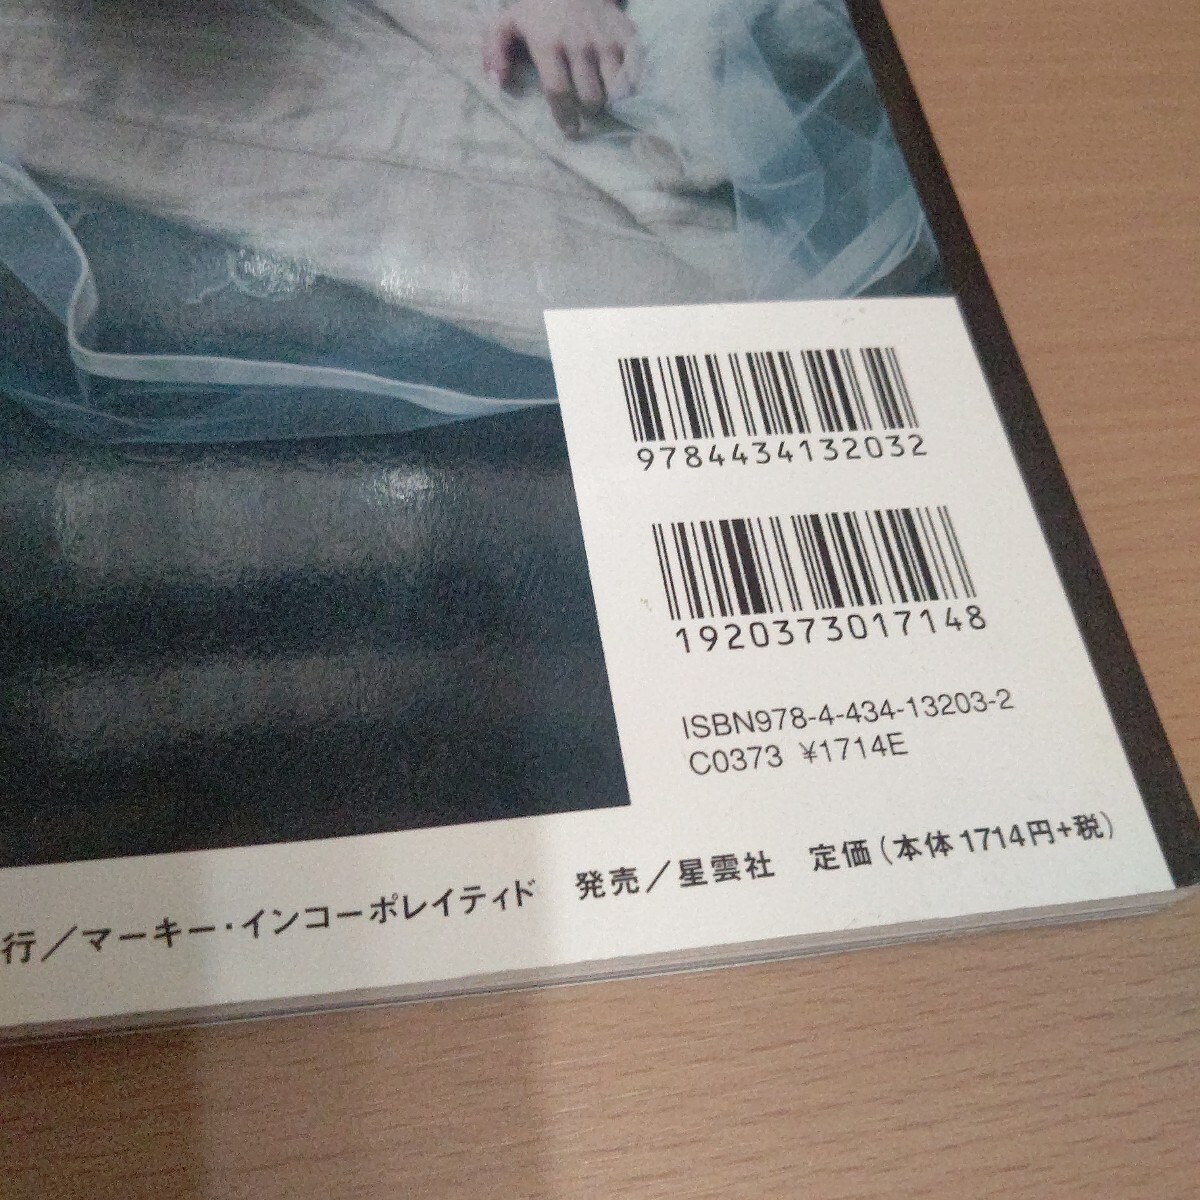 9784434132032
1920373017148
ISBN978-4-434-13203-2
C0373 ¥1714E
行／マーキー・インコーポレイティド 発売／星雲社 定価（本体1714円+税）